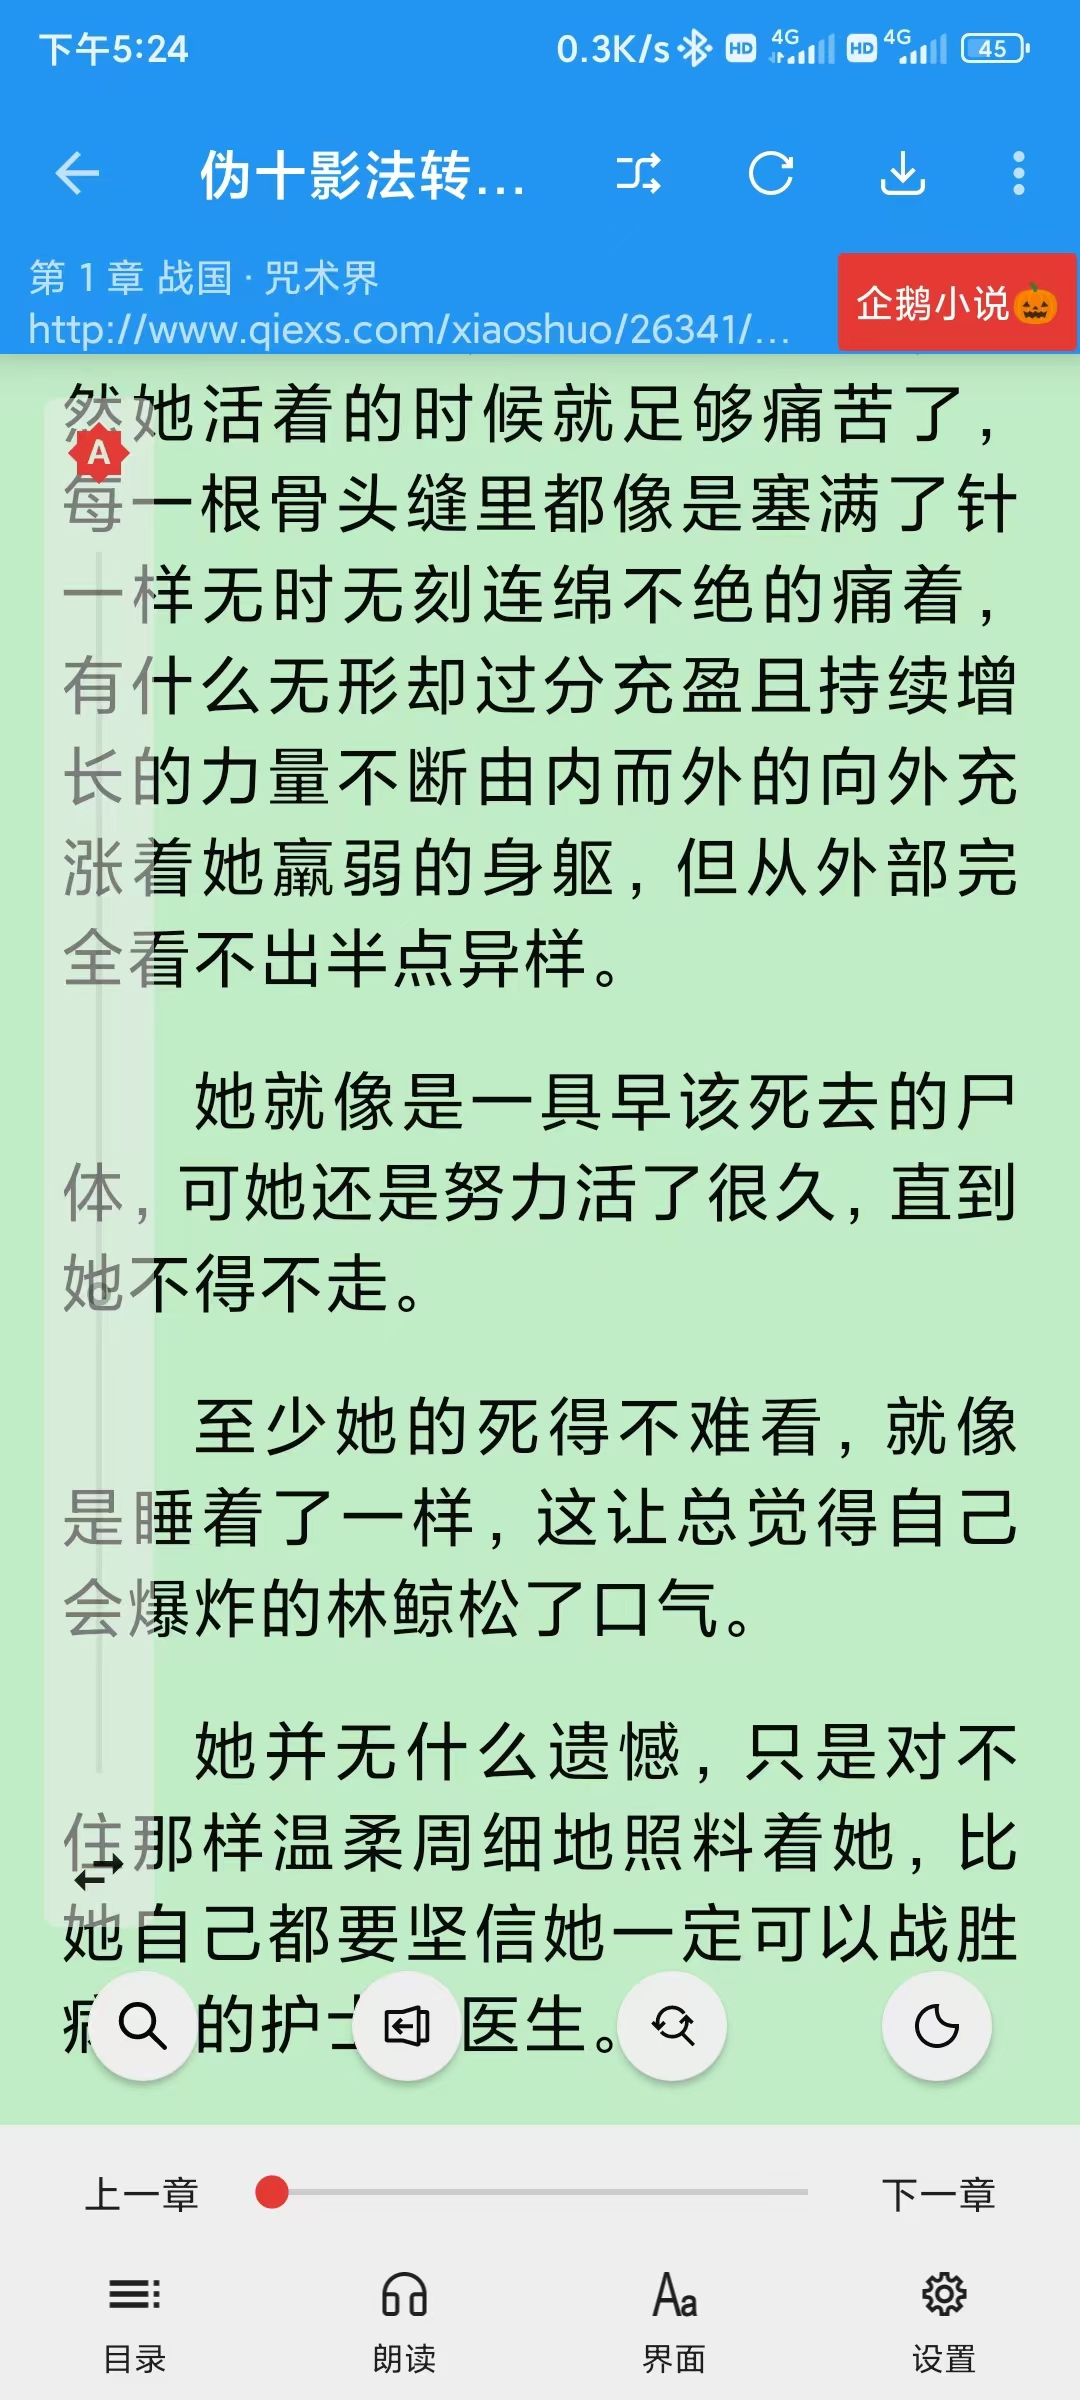 下午5:24
0.3K/s HD 4G HD 4G 45
伪十影法转...
第 1 章 战国 · 咒术界
http://www.qiexs.com/xiaoshuo/26341/...
企鹅小说🎃
然她活着的时候就足够痛苦了，
A
每一根骨头缝里都像是塞满了针
一样无时无刻连绵不绝的痛着，
有什么无形却过分充盈且持续增
长的力量不断由内而外的向外充
涨着她羸弱的身躯，但从外部完
全看不出半点异样。
她就像是一具早该死去的尸
体，可她还是努力活了很久，直到
她不得不走。
至少她的死得不难看，就像
是睡着了一样，这让总觉得自己
会爆炸的林鲸松了口气。
她并无什么遗憾，只是对不
住那样温柔周细地照料着她，比
她自己都要坚信她一定可以战胜
病的护士医生。
上一章
下一章
目录
朗读
界面
设置